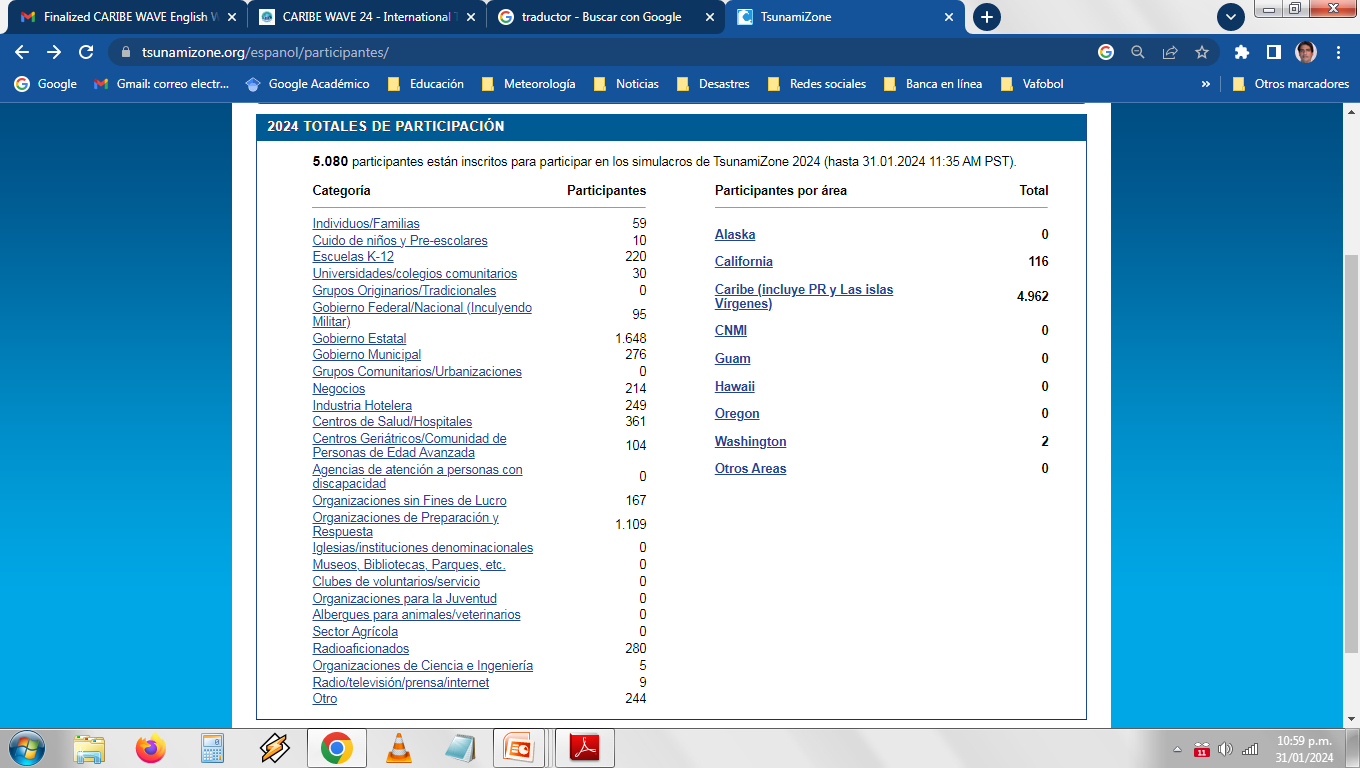 Finalized CARIBE WAVE English W
CARIBE WAVE 24 - International T
traductor - Buscar con Google
TsunamiZone
tsunamizone.org/espanol/participantes/
Google
Gmail: correo electr...
Google Académico
Educación
Meteorología
Noticias
Desastres
Redes sociales
Banca en línea
Vafobol
»
Otros marcadores
2024 TOTALES DE PARTICIPACIÓN
5.080 participantes están inscritos para participar en los simulacros de TsunamiZone 2024 (hasta 31.01.2024 11:35 AM PST).
Categoría Participantes
Individuos/Familias 59
Cuido de niños y Pre-escolares 10
Escuelas K-12 220
Universidades/colegios comunitarios 30
Grupos Originarios/Tradicionales 0
Gobierno Federal/Nacional (Inculyendo
Militar) 95
Gobierno Estatal 1.648
Gobierno Municipal 276
Grupos Comunitarios/Urbanizaciones 0
Negocios 214
Industria Hotelera 249
Centros de Salud/Hospitales 361
Centros Geriátricos/Comunidad de
Personas de Edad Avanzada 104
Agencias de atención a personas con
discapacidad 0
Organizaciones sin Fines de Lucro 167
Organizaciones de Preparación y
Respuesta 1.109
Iglesias/instituciones denominacionales 0
Museos, Bibliotecas, Parques, etc. 0
Clubes de voluntarios/servicio 0
Organizaciones para la Juventud 0
Albergues para animales/veterinarios 0
Sector Agrícola 0
Radioaficionados 280
Organizaciones de Ciencia e Ingeniería 5
Radio/televisión/prensa/internet 9
Otro 244
Participantes por área Total
Alaska 0
California 116
Caribe (incluye PR y Las islas
Vírgenes) 4.962
CNMI 0
Guam 0
Hawaii 0
Oregon 0
Washington 2
Otros Areas 0
11
10:59 p.m.
31/01/2024